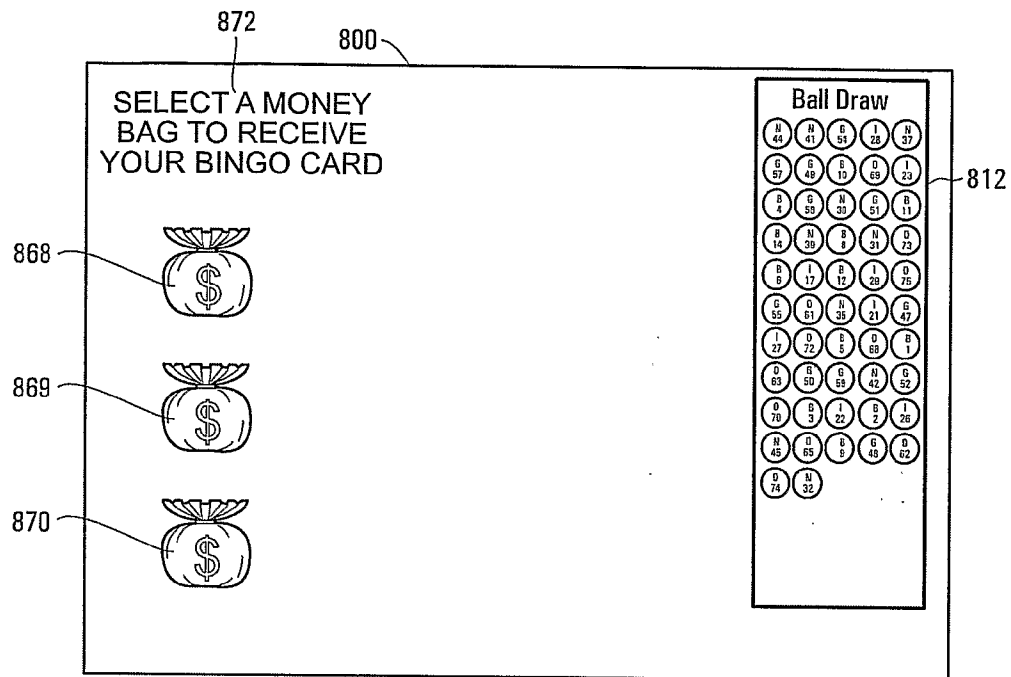 872
800
SELECT A MONEY
BAG TO RECEIVE
YOUR BINGO CARD
Ball Draw
N 44 N 41 G 54 I 28 N 37
G 57 G 49 B 10 O 69 I 23
812
B 4 G 58 N 30 G 51 B 11
B 14 N 39 B 8 N 31 O 73
868
$
B 6 I 17 B 12 I 29 O 75
G 55 O 61 N 35 I 21 G 47
I 27 O 72 B 5 O 68 B 1
869
$
O 63 G 50 G 59 N 42 G 52
O 70 B 3 I 22 B 2 I 26
N 45 O 65 B 9 G 48 O 62
870
$
O 74 N 32